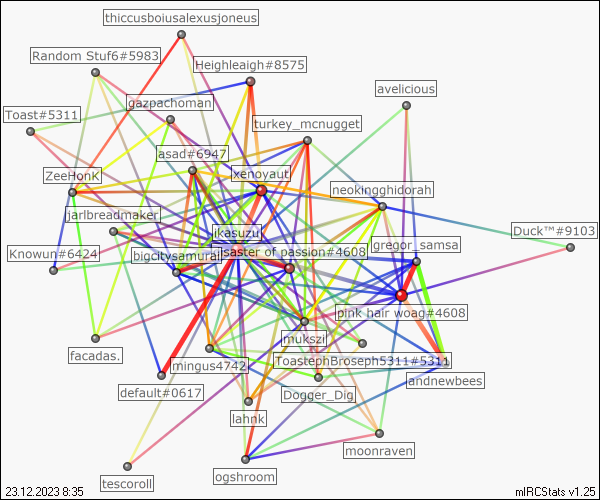 thiccusboiusalexusjoneus
Random Stuf6#5983
Heighleaigh#8575
avelicious
gazpachoman
Toast#5311
turkey_mcnugget
asad#6947
xenoyaut
ZeeHonK
neokingghidorah
jarlbreadmaker
ikasuzu
Duck™#9103
gregor_samsa
Knowun#6424
bigcitysamurai
saster of passion#4608
pink hair woag#4608
mukszi
facadas.
mingus4742
ToastephBroseph5311#5311
andnewbees
default#0617
Dogger_Dig
lahnk
moonraven
ogshroom
tescoroll
23.12.2023 8:35
mIRCStats v1.25